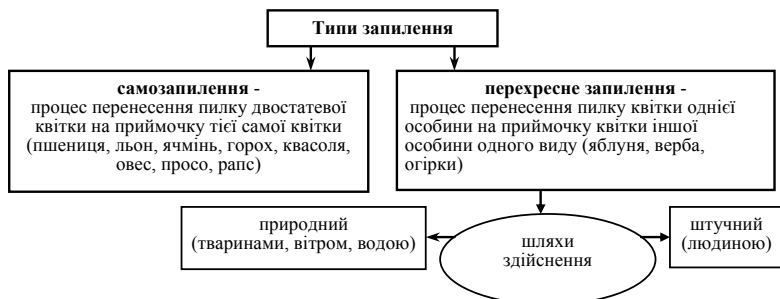 Типи запилення
самозапилення -
процес перенесення пилку двостатевої
квітки на приймочку тієї самої квітки
(пшениця, льон, ячмінь, горох, квасоля,
овес, просо, рапс)
перехресне запилення -
процес перенесення пилку квітки однієї
особини на приймочку квітки іншої
особини одного виду (яблуня, верба,
огірки)
природний
(тваринами, вітром, водою)
шляхи
здійснення
штучний
(людиною)